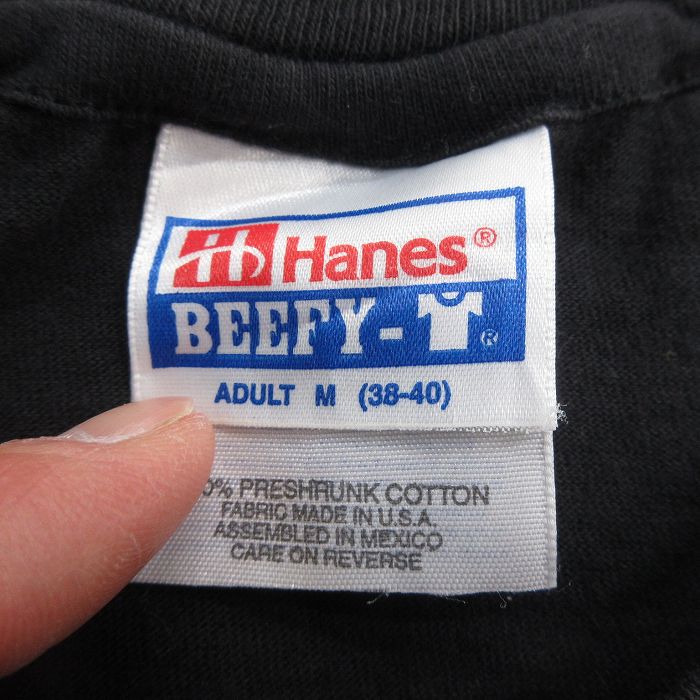 Hanes®
BEEFY-®
ADULT M (38-40)
0% PRESHRUNK COTTON
FABRIC MADE IN U.S.A.
ASSEMBLED IN MEXICO
CARE ON REVERSE